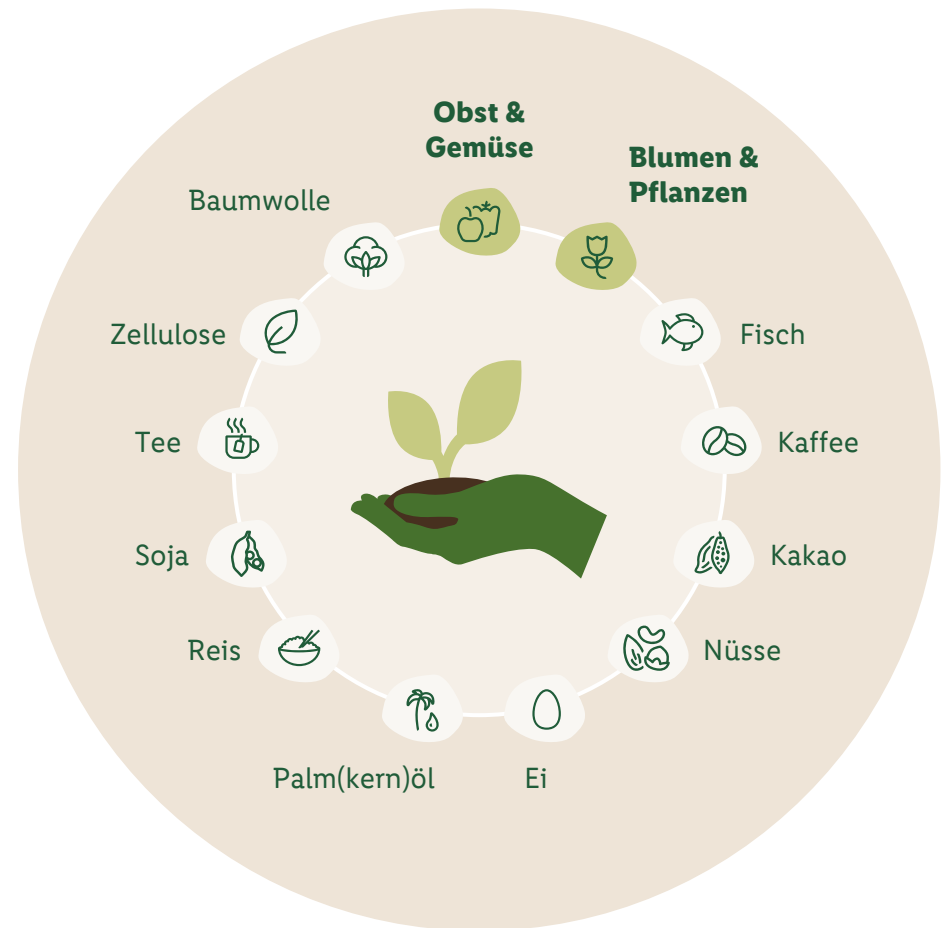 Obst &
Gemüse
Blumen &
Pflanzen
Baumwolle
Zellulose
Fisch
Tee
Kaffee
Soja
Kakao
Reis
Nüsse
Palm(kern)öl
Ei